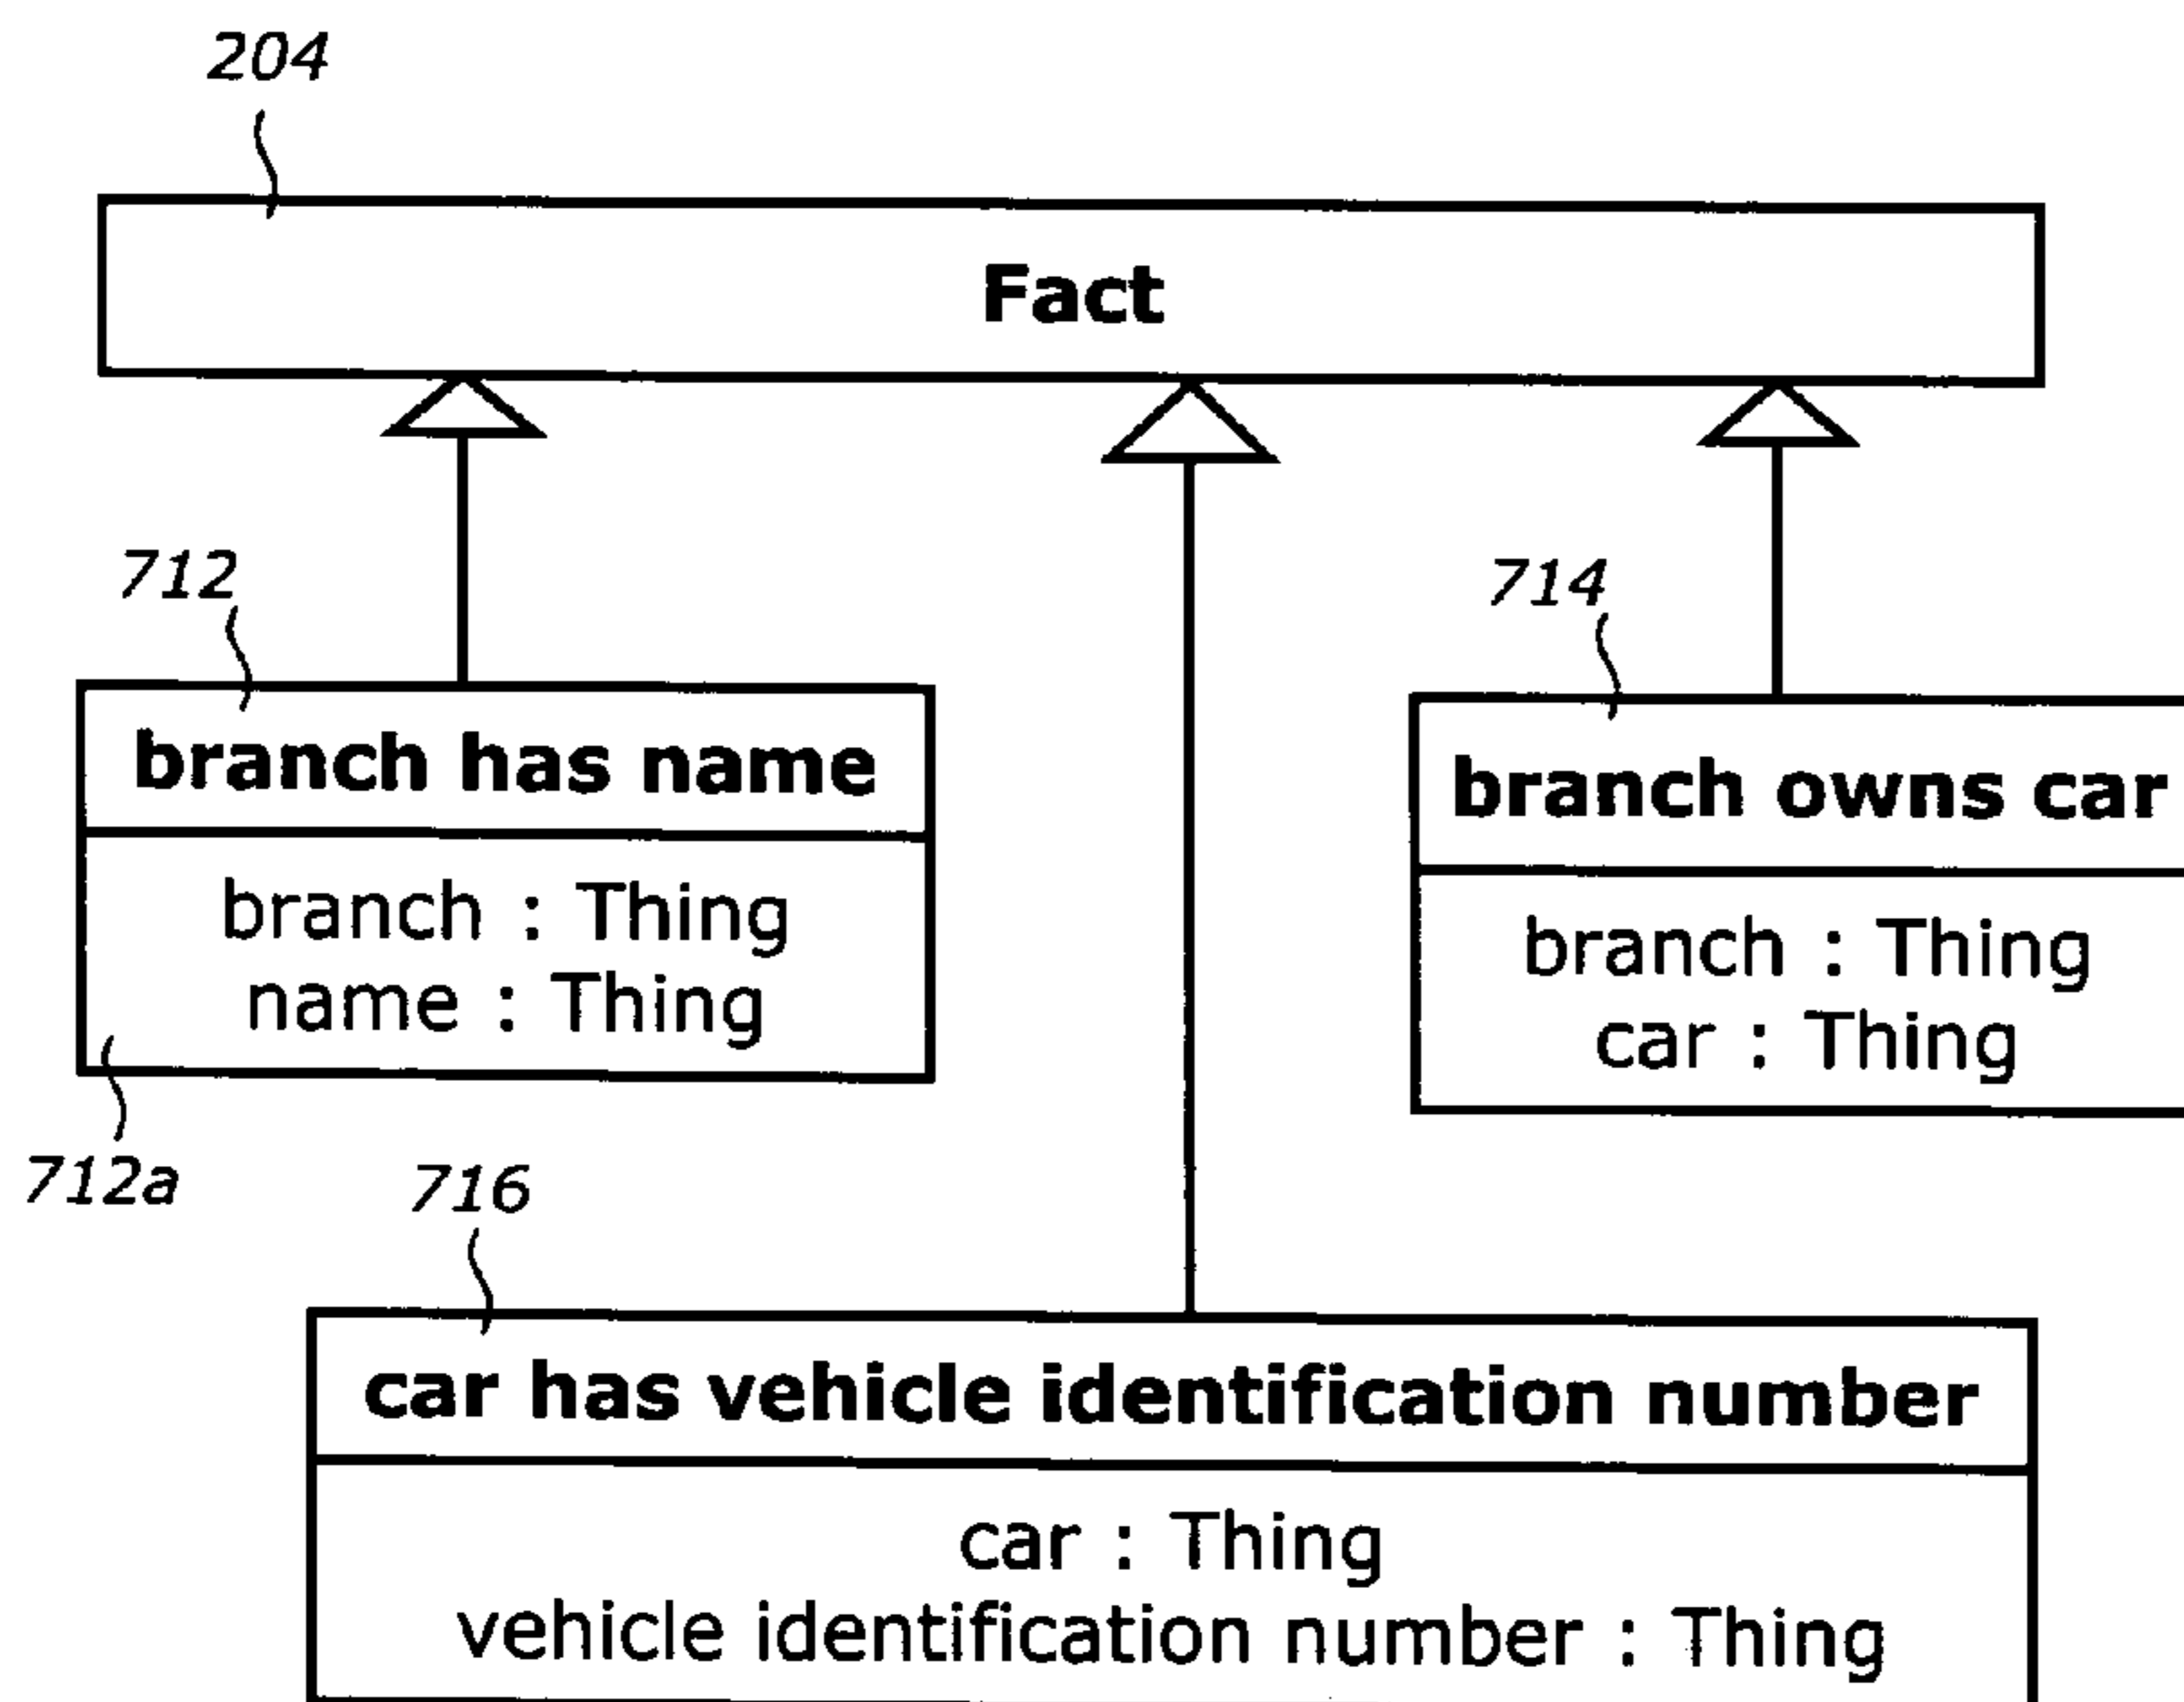 204
Fact
712
branch has name
branch : Thing
name : Thing
712a
714
branch owns car
branch : Thing
car : Thing
716
car has vehicle identification number
car : Thing
vehicle identification number : Thing